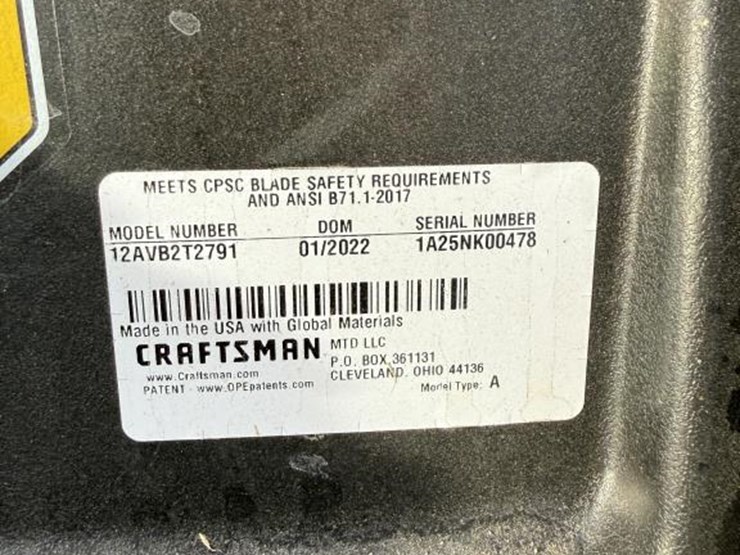 MEETS CPSC BLADE SAFETY REQUIREMENTS
AND ANSI B71.1-2017
MODEL NUMBER DOM SERIAL NUMBER
12AVB2T2791 01/2022 1A25NK00478
Made in the USA with Global Materials
CRAFTSMAN MTD LLC
P.O. BOX 361131
www.Craftsman.com CLEVELAND, OHIO 44136
PATENT - www.OPEpatents.com Model Type: A